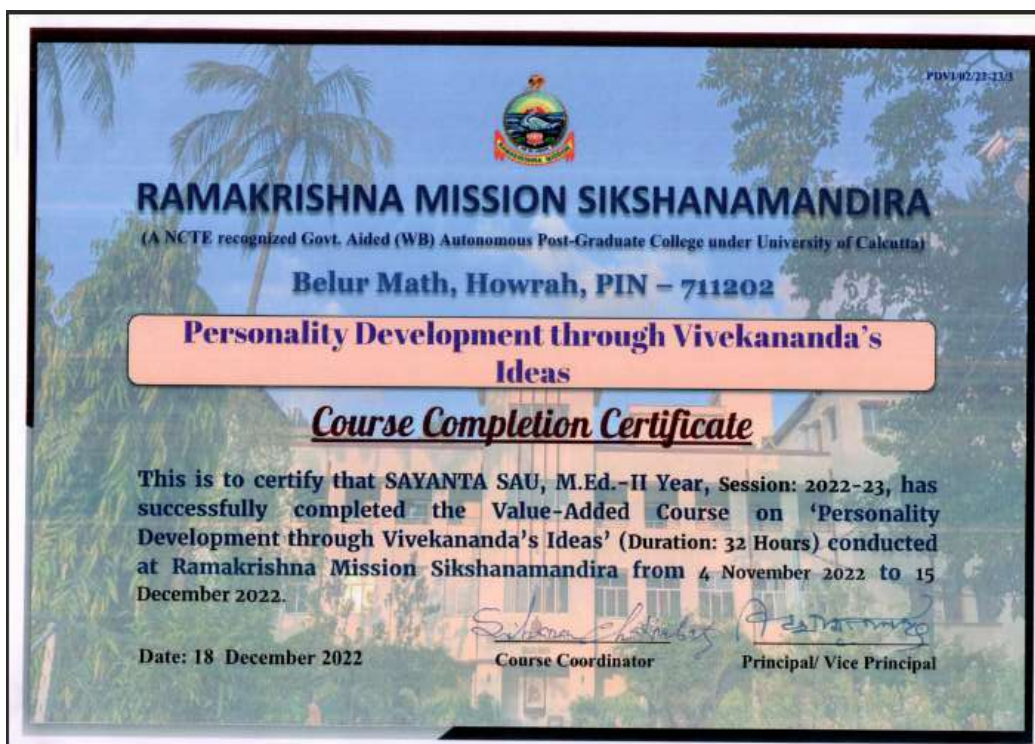 PDVI/02/22-23/3
RAMAKRISHNA MISSION
RAMAKRISHNA MISSION SIKSHANAMANDIRA
(A NCTE recognized Govt. Aided (WB) Autonomous Post-Graduate College under University of Calcutta)
Belur Math, Howrah, PIN – 711202
Personality Development through Vivekananda's
Ideas
Course Completion Certificate
This is to certify that SAYANTA SAU, M.Ed.-II Year, Session: 2022-23, has
successfully completed the Value-Added Course on 'Personality
Development through Vivekananda's Ideas' (Duration: 32 Hours) conducted
at Ramakrishna Mission Sikshanamandira from 4 November 2022 to 15
December 2022.
Date: 18 December 2022
Course Coordinator
Principal/ Vice Principal